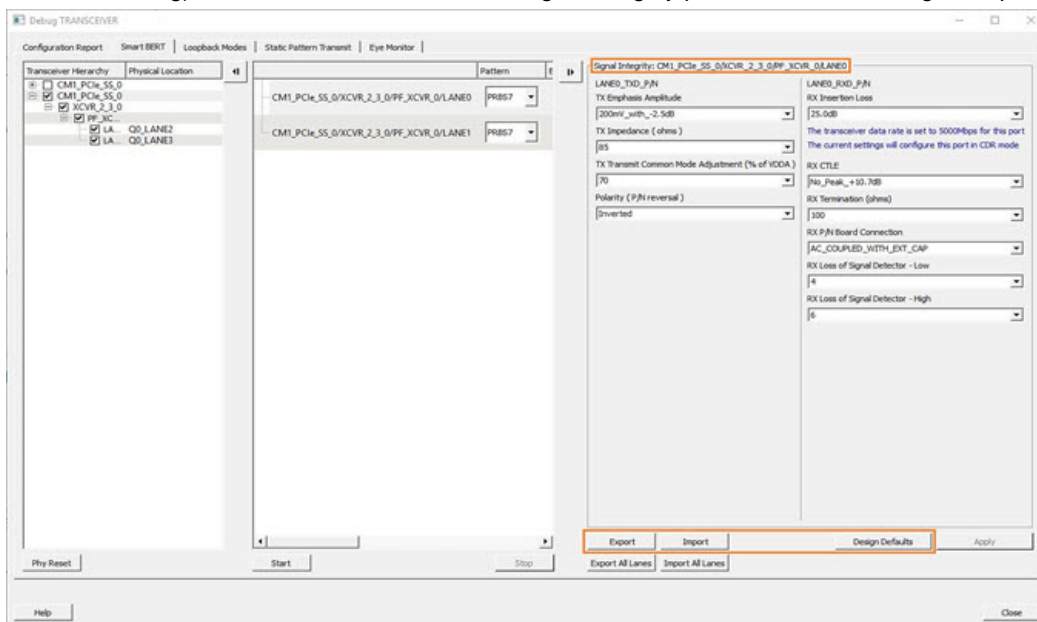 Debug TRANSCEIVER
Configuration Report Smart BERT Loopback Modes Static Pattern Transmit Eye Monitor
Transceiver Hierarchy Physical Location
CM1_PCIe_SS_0
CM1_PCIe_SS_0
XCVR_2_3_0
PF_XC...
LA... Q0_LANE2
LA... Q0_LANE3
Phy Reset
Pattern
CM1_PCIe_SS_0/XCVR_2_3_0/PF_XCVR_0/LANE0 PRBS7
CM1_PCIe_SS_0/XCVR_2_3_0/PF_XCVR_0/LANE1 PRBS7
Start Stop
Signal Integrity: CM1_PCIe_SS_0/XCVR_2_3_0/PF_XCVR_0/LANE0
LANE0_TXD_P/N
TX Emphasis Amplitude
200mV_with_-2.5dB
TX Impedance ( ohms )
85
TX Transmit Common Mode Adjustment (% of VDDA )
70
Polarity ( P/N reversal )
Inverted
LANE0_RXD_P/N
RX Insertion Loss
25.0dB
The transceiver data rate is set to 5000Mbps for this port
The current settings will configure this port in CDR mode
RX CTLE
No_Peak_+10.7dB
RX Termination (ohms)
100
RX P/N Board Connection
AC_COUPLED_WITH_EXT_CAP
RX Loss of Signal Detector - Low
4
RX Loss of Signal Detector - High
6
Export Import Design Defaults Apply
Export All Lanes Import All Lanes
Help Close